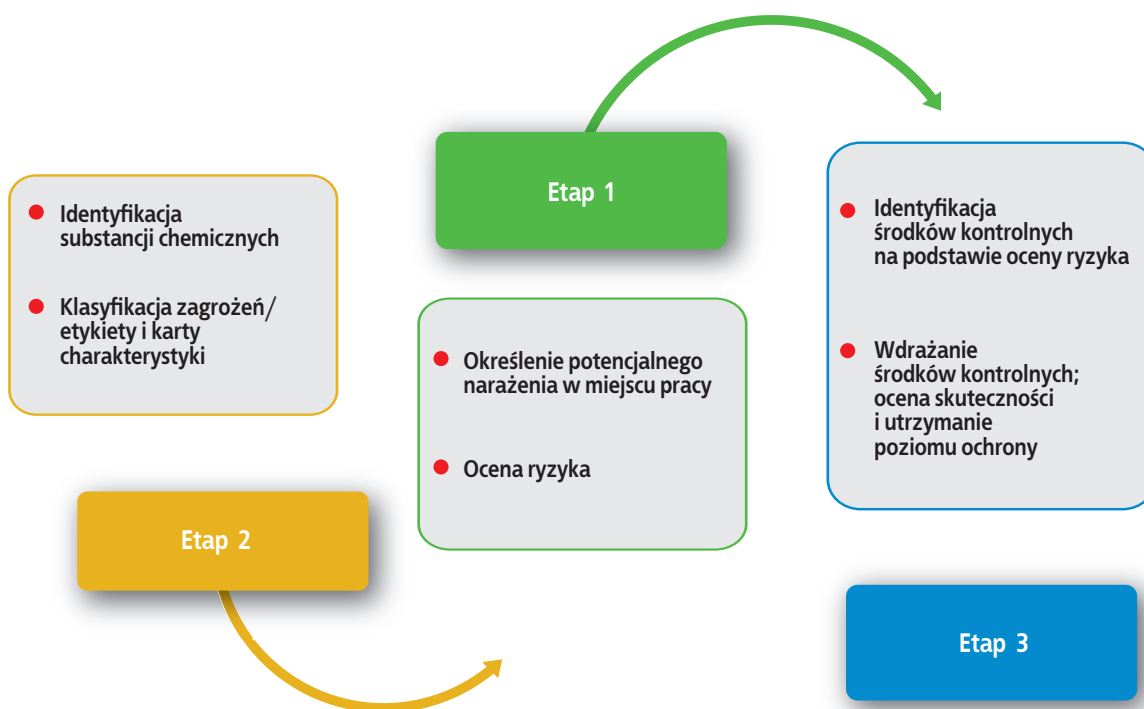 Identyfikacja
substancji chemicznych
Klasyfikacja zagrożeń/
etykiety i karty
charakterystyki
Etap 2
Etap 1
Określenie potencjalnego
narażenia w miejscu pracy
Ocena ryzyka
Identyfikacja
środków kontrolnych
na podstawie oceny ryzyka
Wdrażanie
środków kontrolnych;
ocena skuteczności
i utrzymanie
poziomu ochrony
Etap 3